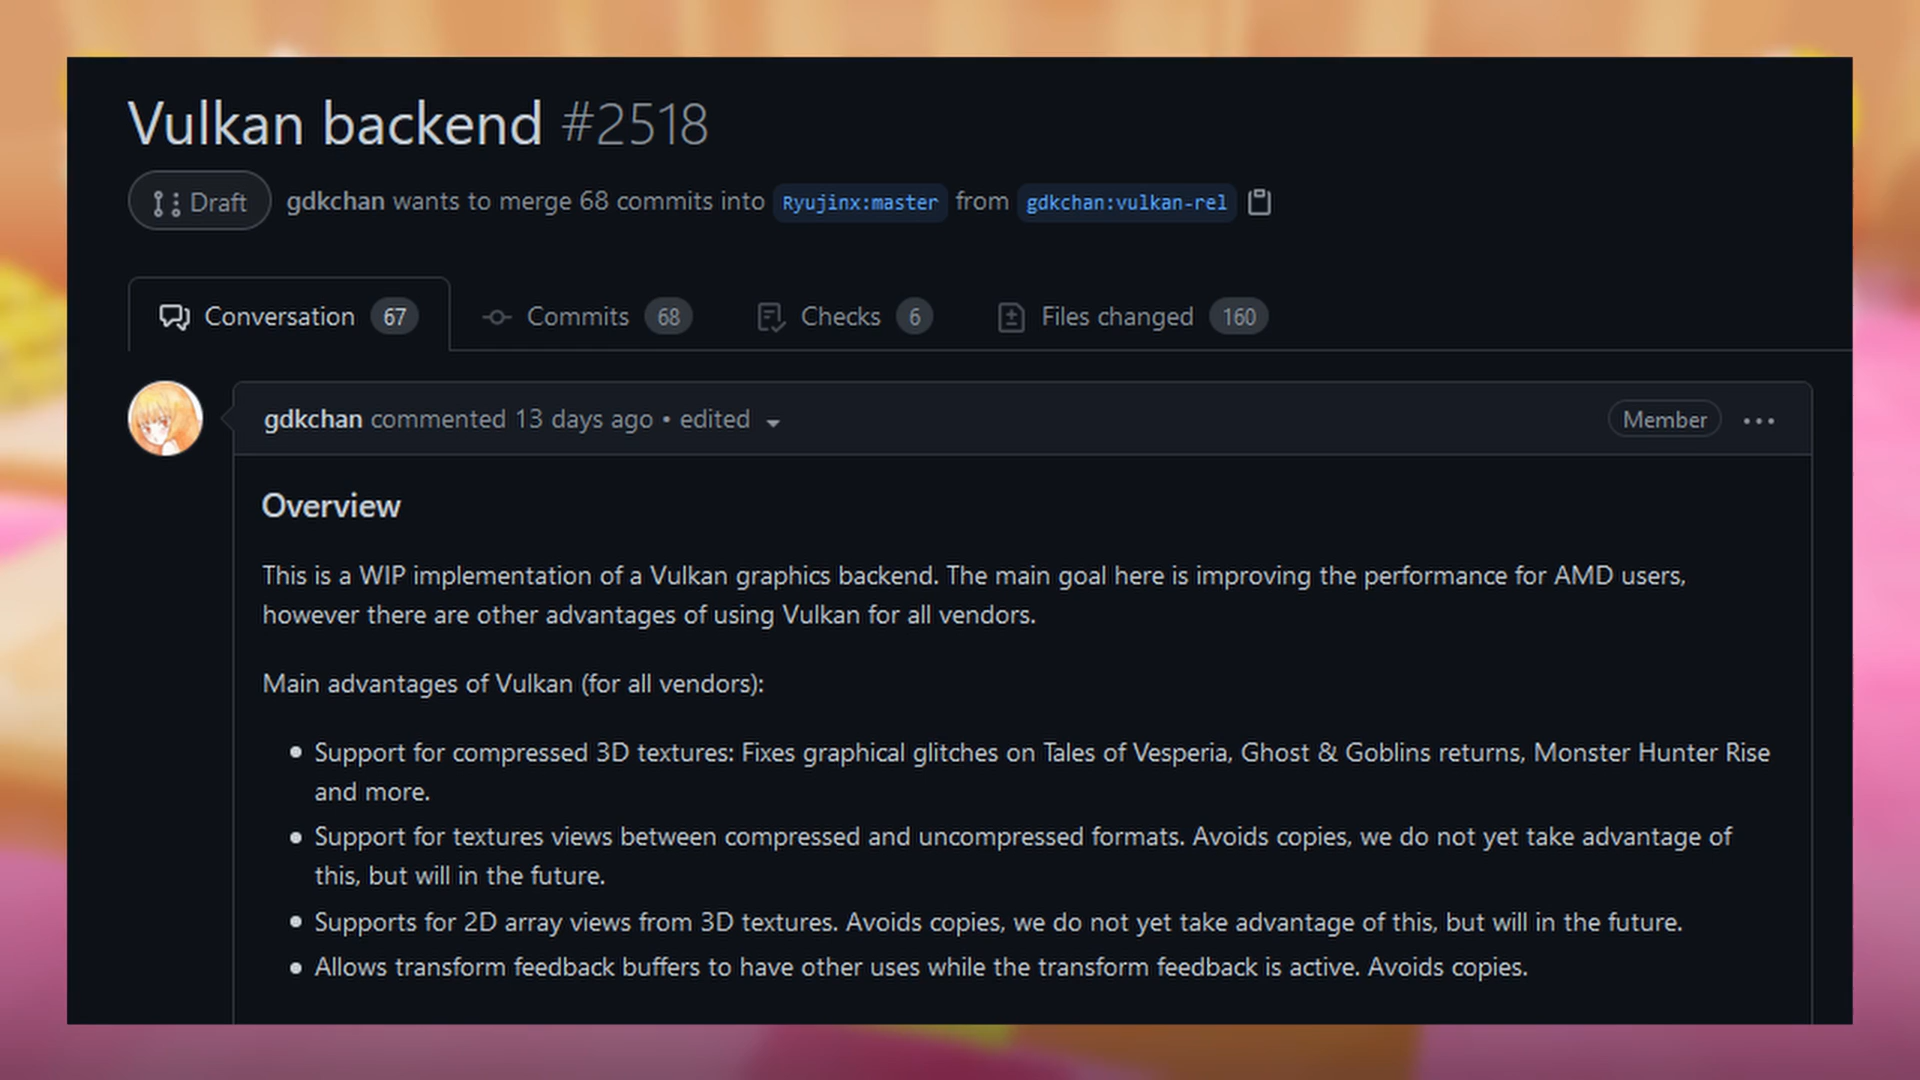 Vulkan backend #2518
Draft gdkchan wants to merge 68 commits into Ryujinx:master from gdkchan:vulkan-rel
Conversation 67 Commits 68 Checks 6 Files changed 160
gdkchan commented 13 days ago • edited Member
Overview
This is a WIP implementation of a Vulkan graphics backend. The main goal here is improving the performance for AMD users,
however there are other advantages of using Vulkan for all vendors.
Main advantages of Vulkan (for all vendors):
• Support for compressed 3D textures: Fixes graphical glitches on Tales of Vesperia, Ghost & Goblins returns, Monster Hunter Rise
and more.
• Support for textures views between compressed and uncompressed formats. Avoids copies, we do not yet take advantage of
this, but will in the future.
• Supports for 2D array views from 3D textures. Avoids copies, we do not yet take advantage of this, but will in the future.
• Allows transform feedback buffers to have other uses while the transform feedback is active. Avoids copies.